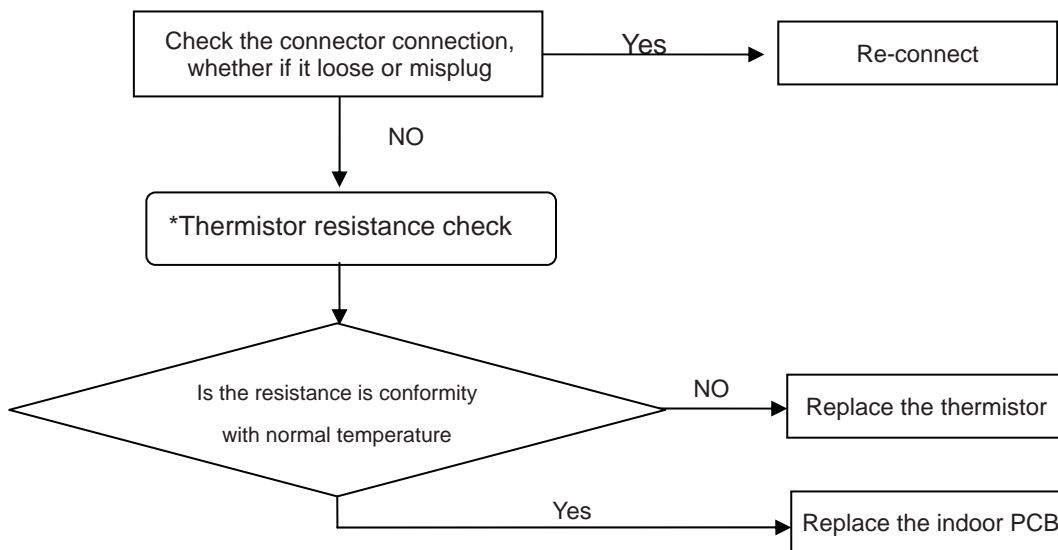 Check the connector connection,
whether if it loose or misplug
Yes
Re-connect
NO
*Thermistor resistance check
Is the resistance is conformity
with normal temperature
NO
Replace the thermistor
Yes
Replace the indoor PCB